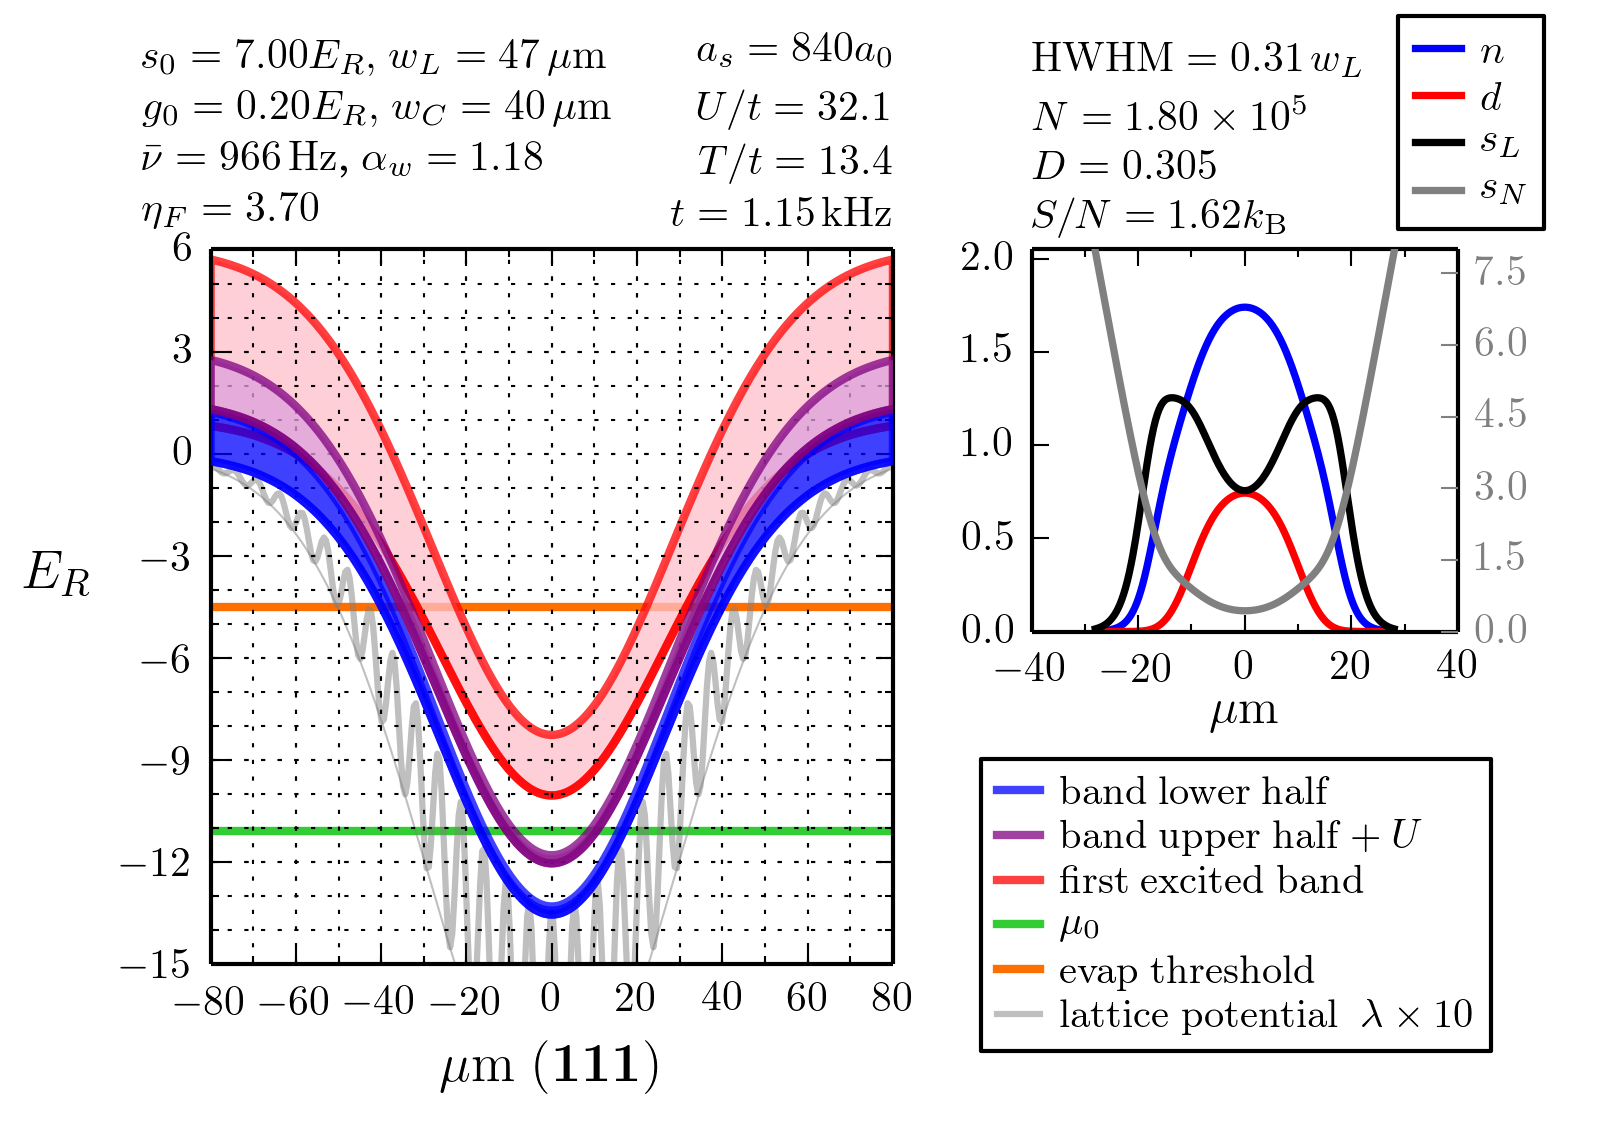 s₀ = 7.00E_R, w_L = 47 μm
g₀ = 0.20E_R, w_C = 40 μm
ν̄ = 966 Hz, α_w = 1.18
η_F = 3.70
a_s = 840a₀
U/t = 32.1
T/t = 13.4
t = 1.15 kHz
HWHM = 0.31 w_L
N = 1.80 × 10⁵
D = 0.305
S/N = 1.62k_B
n
d
s_L
s_N
6
3
0
−3
−6
−9
−12
−15
E_R
−80 −60 −40 −20 0 20 40 60 80
μm (111)
2.0
1.5
1.0
0.5
0.0
7.5
6.0
4.5
3.0
1.5
0.0
−40 −20 0 20 40
μm
band lower half
band upper half + U
first excited band
μ₀
evap threshold
lattice potential λ × 10